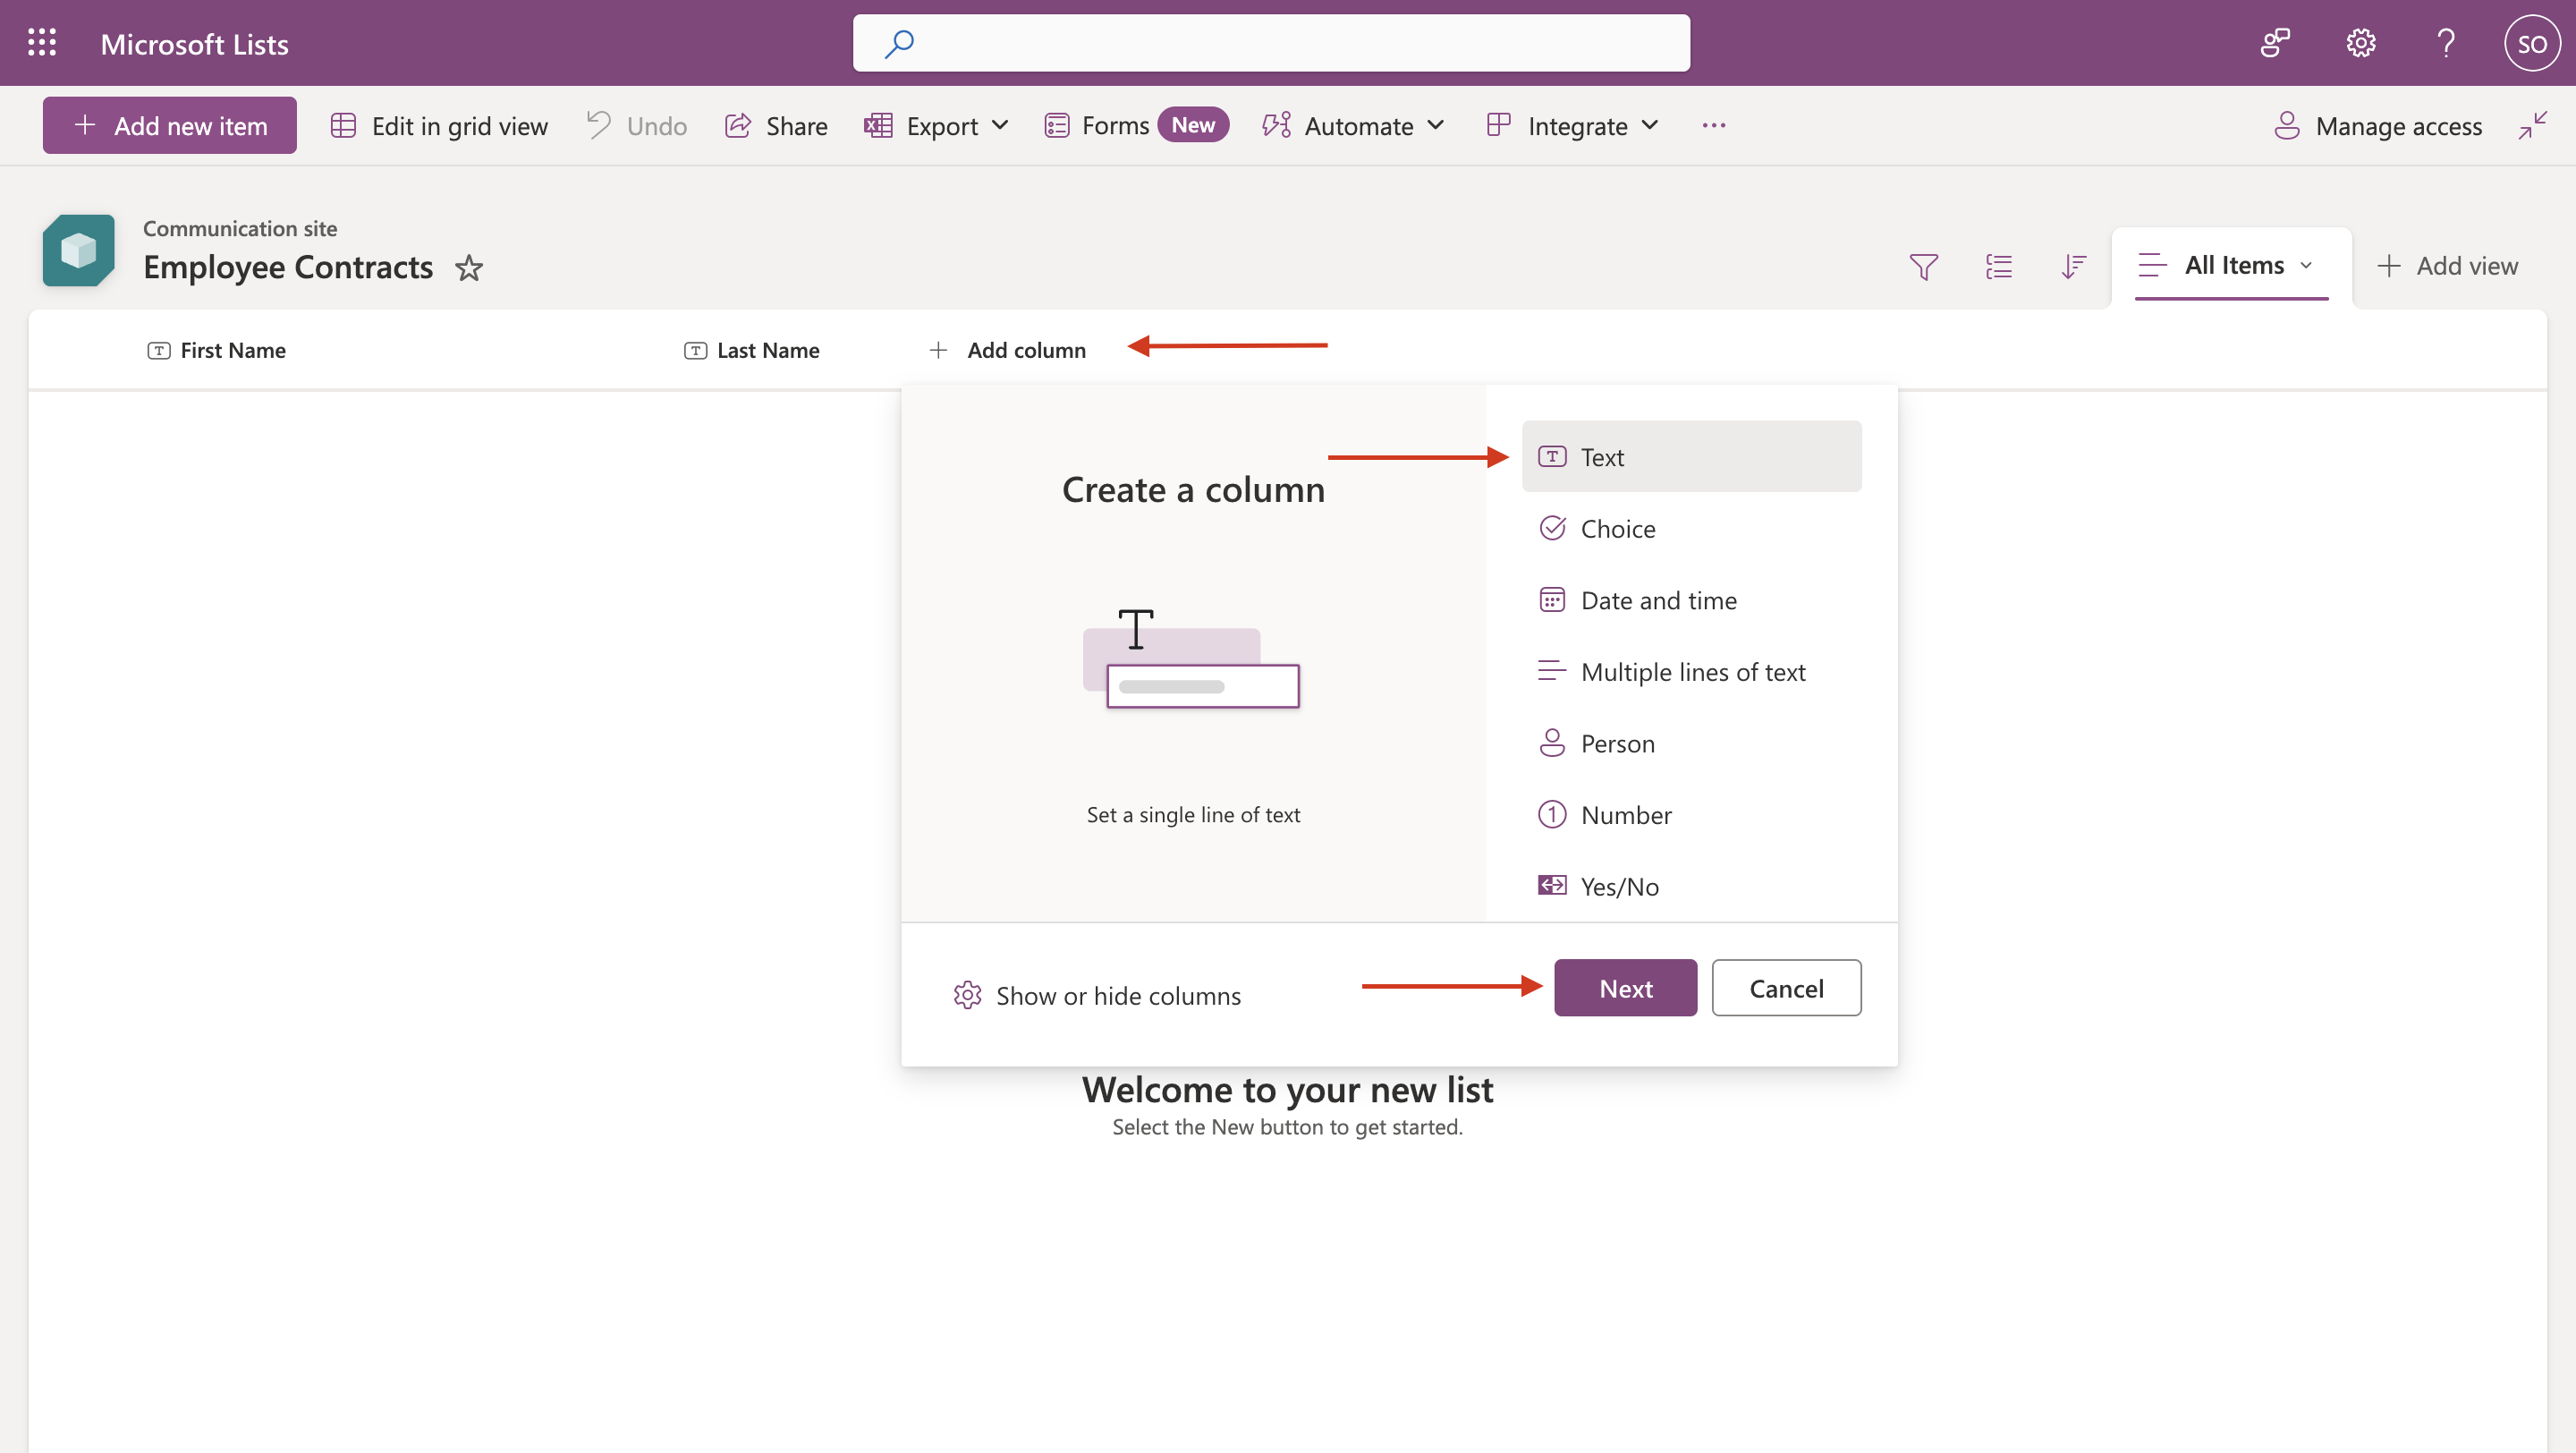 Microsoft Lists
SO
Add new item
Edit in grid view
Undo
Share
Export
Forms New
Automate
Integrate
Manage access
Communication site
Employee Contracts
All Items
Add view
First Name
Last Name
Add column
Create a column
Set a single line of text
Text
Choice
Date and time
Multiple lines of text
Person
Number
Yes/No
Show or hide columns
Next
Cancel
Welcome to your new list
Select the New button to get started.